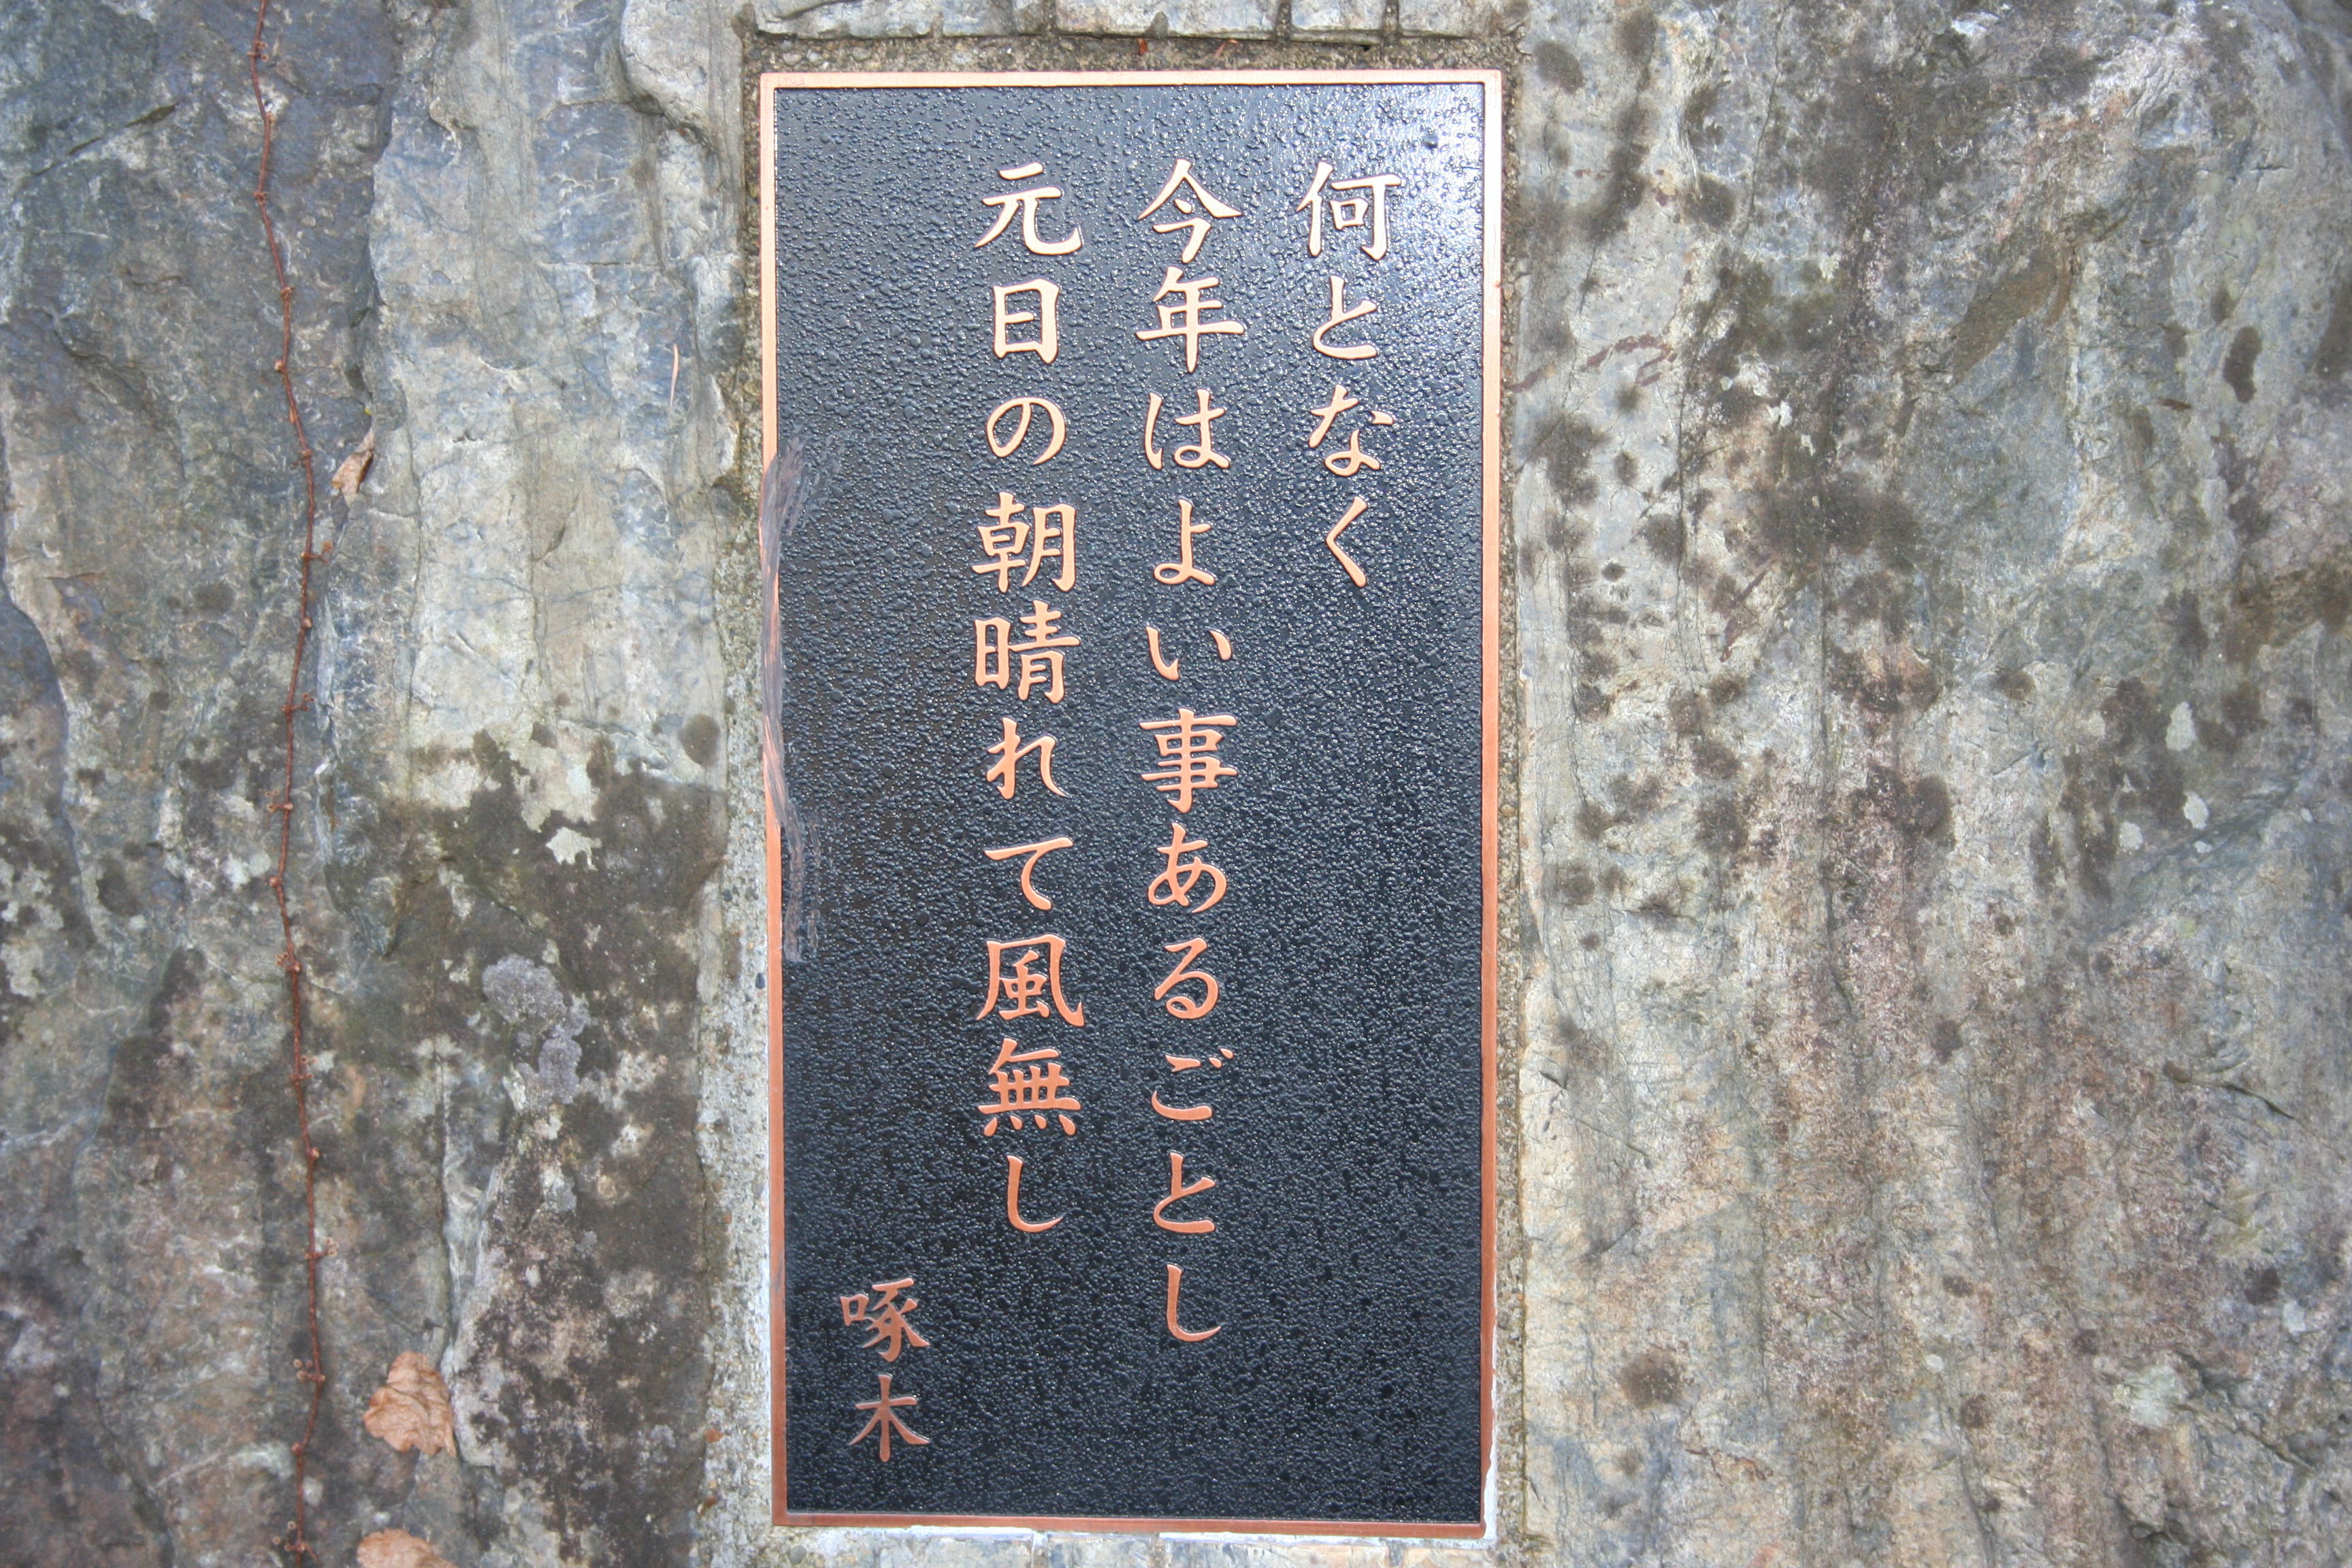 何となく
今年はよい事あるごとし
元日の朝晴れて風無し
啄木